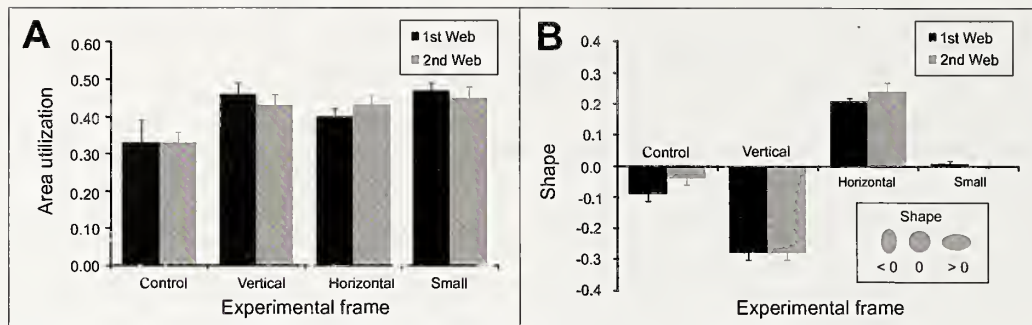 A
Area utilization
0.60
0.50
0.40
0.30
0.20
0.10
0.00
1st Web
2nd Web
Control Vertical Horizontal Small
Experimental frame
B
Shape
0.4
0.3
0.2
0.1
0.0
-0.1
-0.2
-0.3
-0.4
1st Web
2nd Web
Control Vertical
Horizontal Small
Shape
< 0 0 > 0
Experimental frame